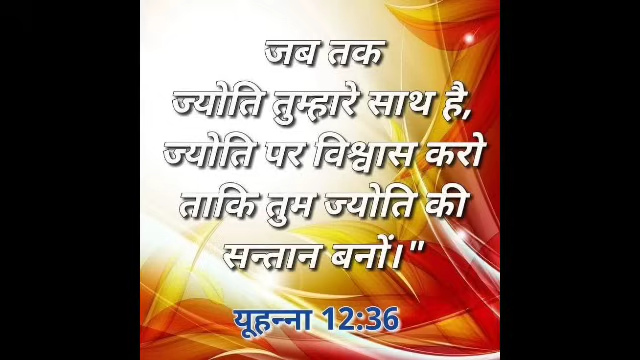 जब तक
ज्योति तुम्हारे साथ है,
ज्योति पर विश्वास करो
ताकि तुम ज्योति की
सन्तान बनों।"
यूहन्ना 12:36